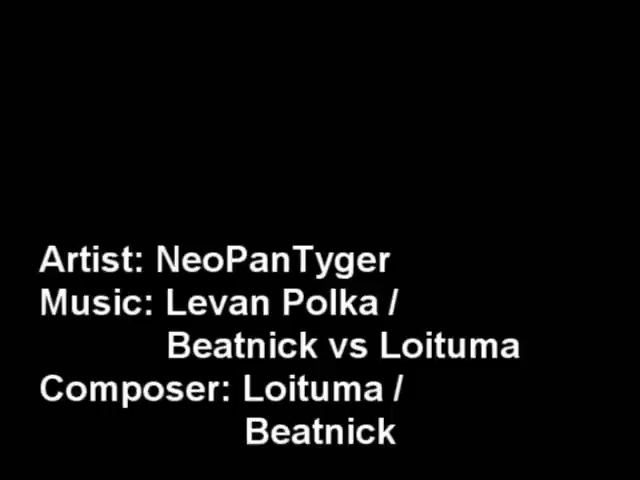 Artist: NeoPanTyger
Music: Levan Polka /
Beatnick vs Loituma
Composer: Loituma /
Beatnick